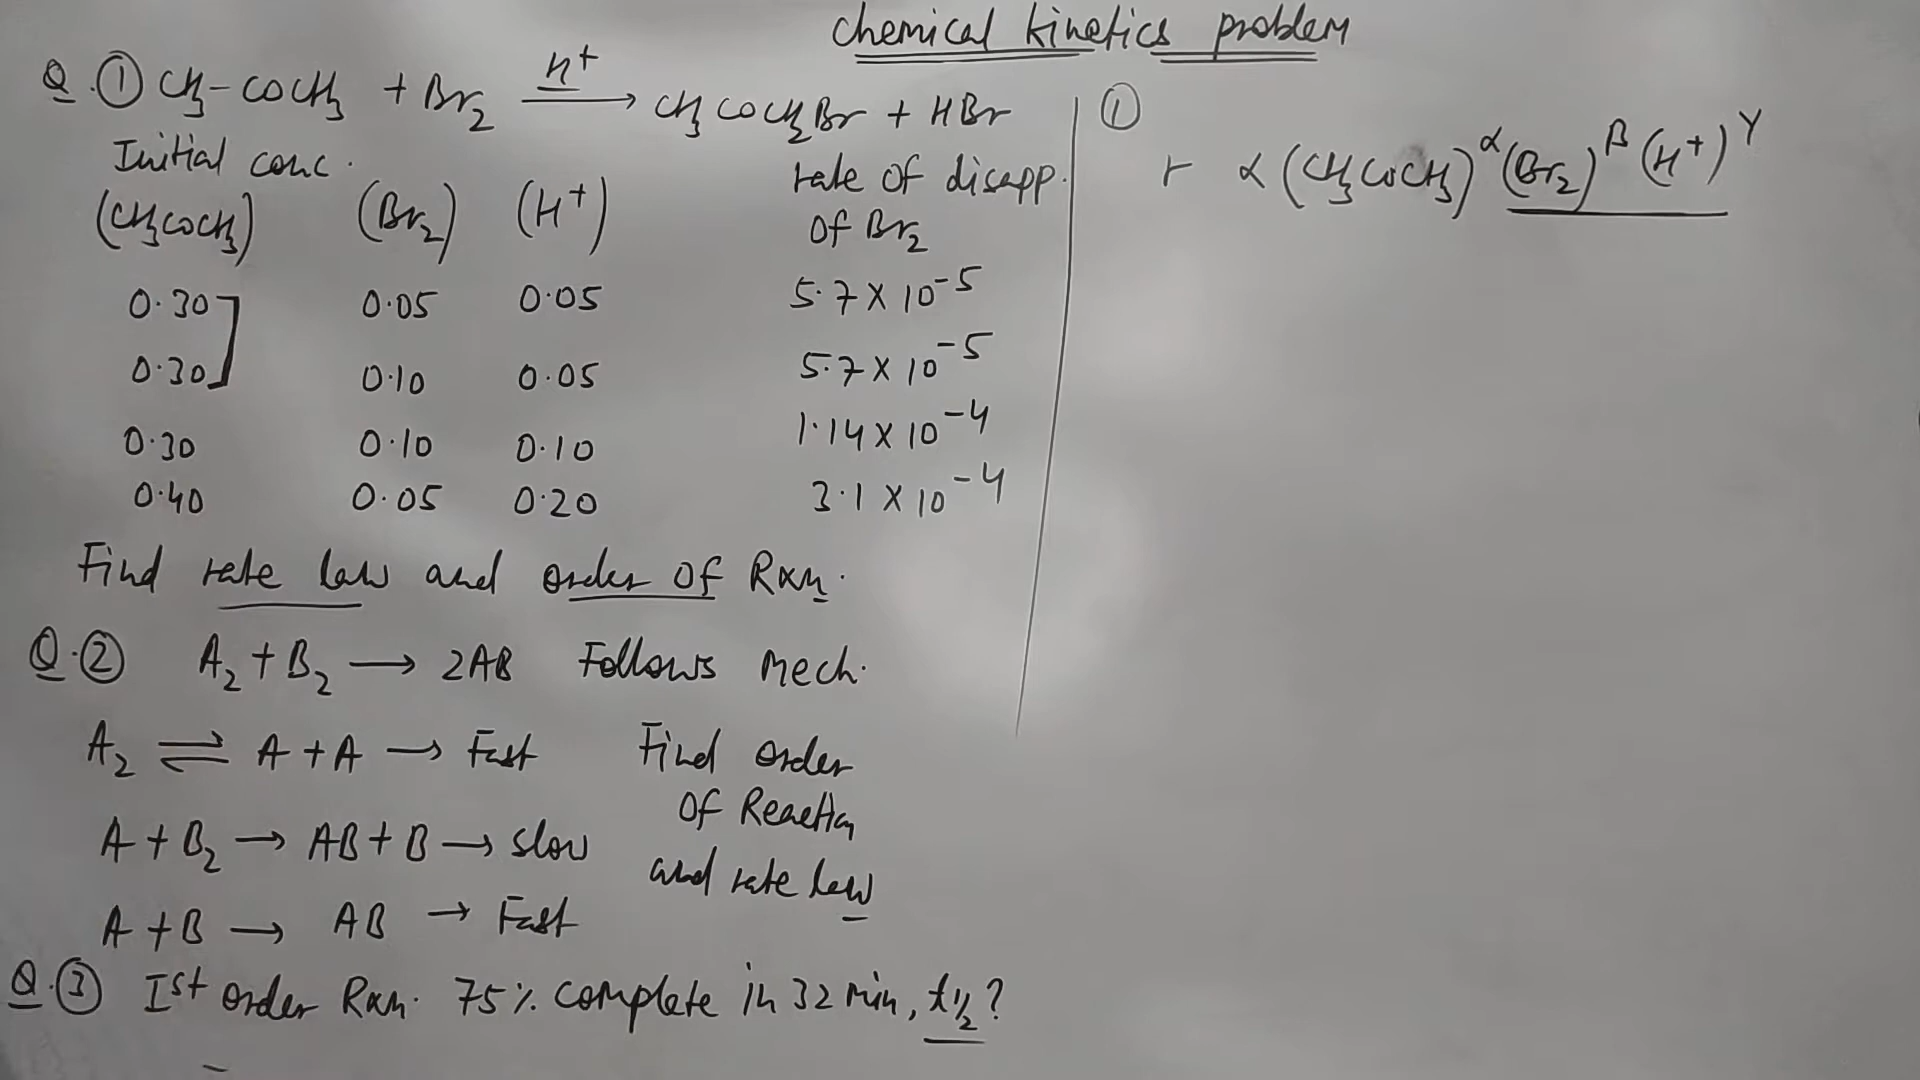 chemical kinetics problem
Q.① CH3-COCH3 + Br2 H+ → CH3COCH2Br + HBr
Initial conc.
(CH3COCH3) (Br2) (H+) rate of disapp. of Br2
0.30 0.05 0.05 5.7 X 10-5
0.30 0.10 0.05 5.7 X 10-5
0.30 0.10 0.10 1.14 X 10-4
0.40 0.05 0.20 3.1 X 10-4
Find rate law and order of Rxn.
Q.② A2 + B2 → 2AB Follows Mech.
A2 ⇌ A + A → Fast
A + B2 → AB + B → slow
A + B → AB → Fast
Find order
of Reaction
and rate law
Q.③ Ist order Rxn. 75% complete in 32 min, t1/2?
①
r α (CH3COCH3)α (Br2)β (H+)γ